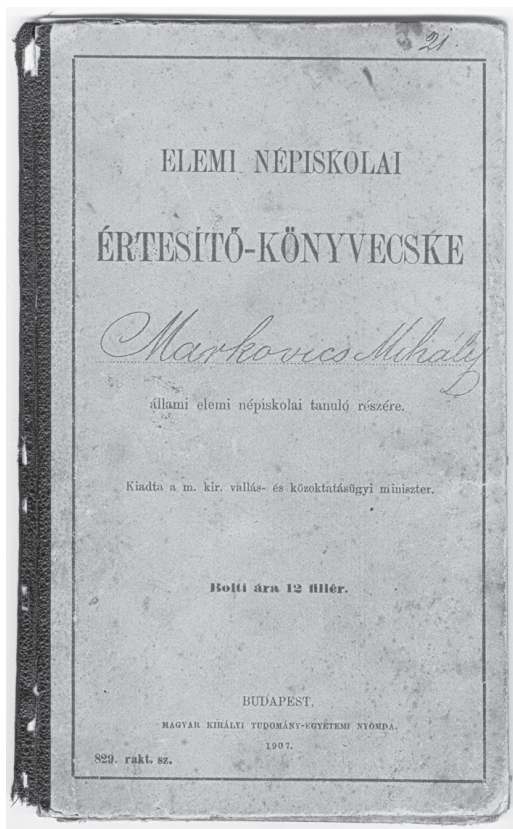 21.
ELEMI NÉPISKOLAI
ÉRTESÍTŐ-KÖNYVECSKE
Markovics Mihály
állami elemi népiskolai tanuló részére.
Kiadta a m. kir. vallás- és közoktatásügyi miniszter.
Bolti ára 12 fillér.
BUDAPEST.
MAGYAR KIRÁLYI TUDOMÁNY-EGYETEMI NYOMDA.
1907.
829. rakt. sz.